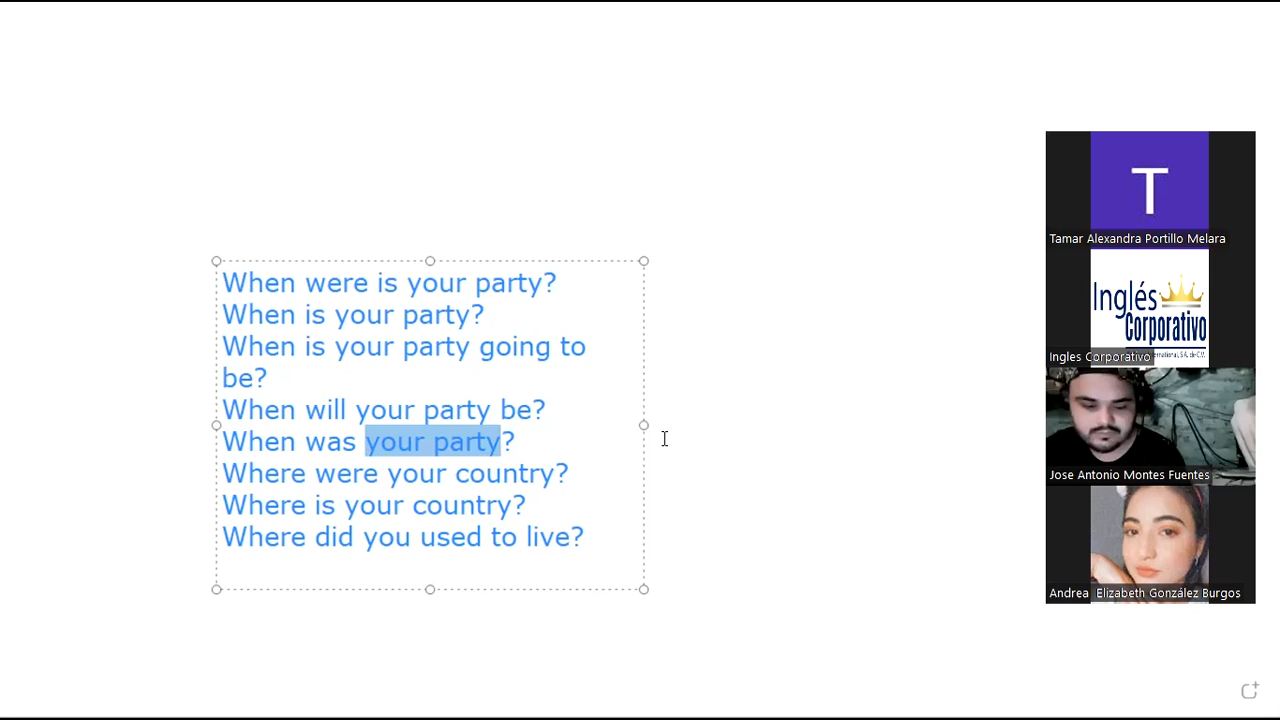 When were is your party?
When is your party?
When is your party going to
be?
When will your party be?
When was your party?
Where were your country?
Where is your country?
Where did you used to live?
T
Tamar Alexandra Portillo Melara
Inglés
Corporativo
Ingles Corporativo
Jose Antonio Montes Fuentes
Andrea Elizabeth González Burgos